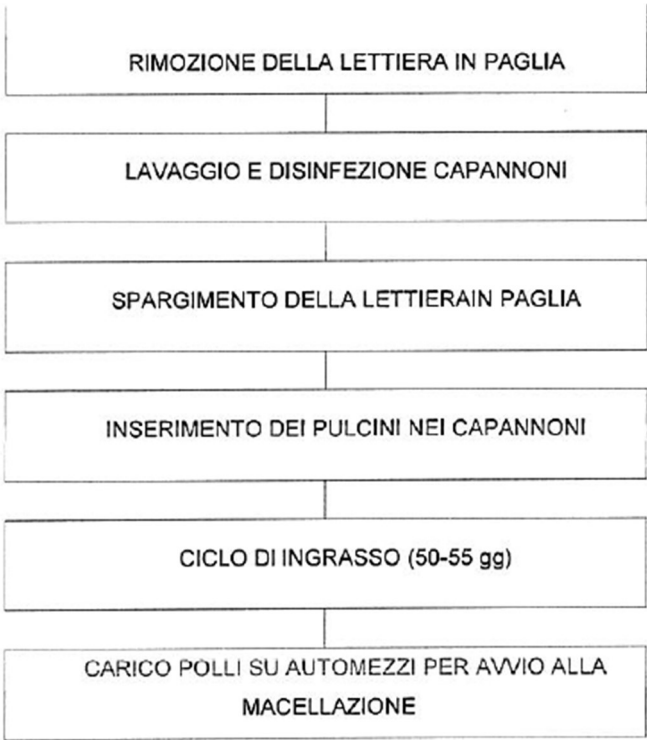 RIMOZIONE DELLA LETTIERA IN PAGLIA
LAVAGGIO E DISINFEZIONE CAPANNONI
SPARGIMENTO DELLA LETTIERAIN PAGLIA
INSERIMENTO DEI PULCINI NEI CAPANNONI
CICLO DI INGRASSO (50-55 gg)
CARICO POLLI SU AUTOMEZZI PER AVVIO ALLA
MACELLAZIONE